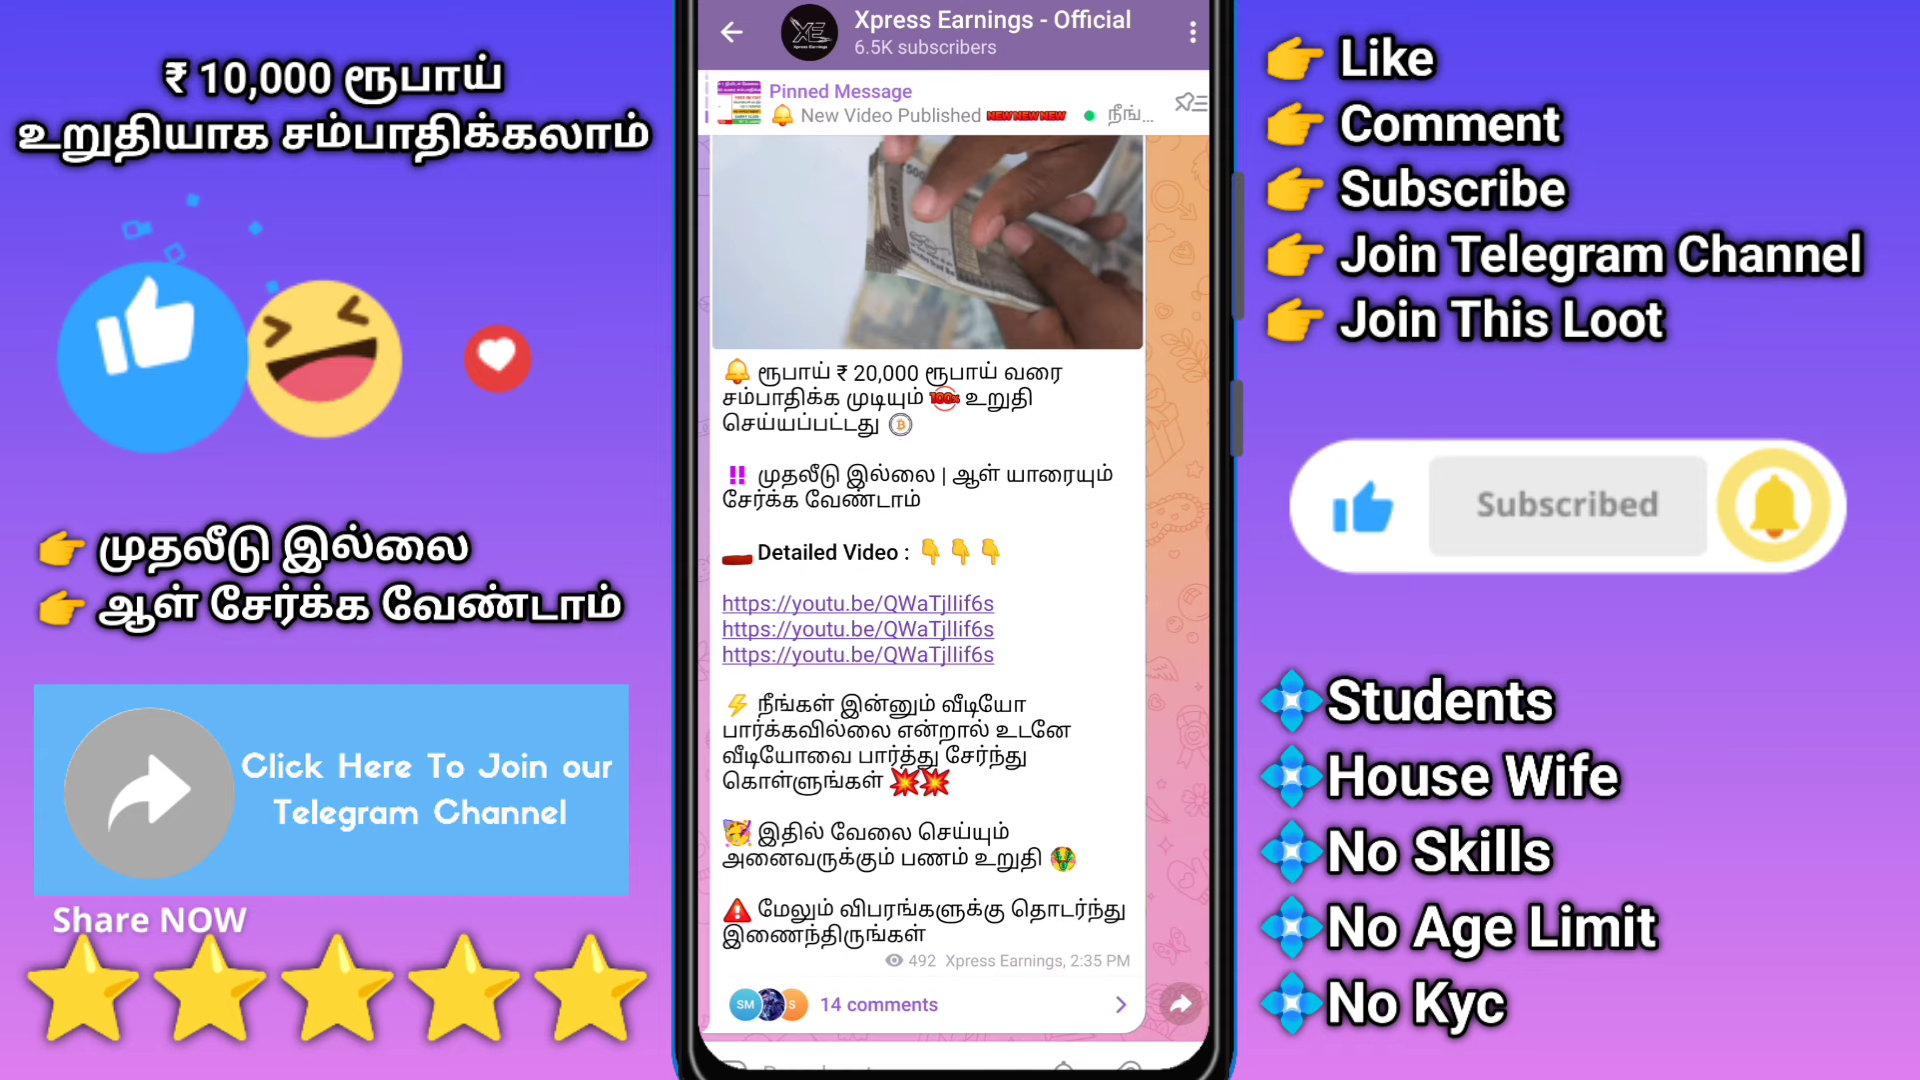 ₹ 10,000 ரூபாய்
உறுதியாக சம்பாதிக்கலாம்
👉 முதலீடு இல்லை
👉 ஆள் சேர்க்க வேண்டாம்
Click Here To Join our
Telegram Channel
Share NOW
Xpress Earnings - Official
6.5K subscribers
Pinned Message
🔔 New Video Published NEW NEW NEW 🟢 நீங்...
🔔 ரூபாய் ₹ 20,000 ரூபாய் வரை
சம்பாதிக்க முடியும் 100% உறுதி
செய்யப்பட்டது
‼ முதலீடு இல்லை | ஆள் யாரையும்
சேர்க்க வேண்டாம்
Detailed Video : 👇 👇 👇
https://youtu.be/QWaTjlIif6s
https://youtu.be/QWaTjlIif6s
https://youtu.be/QWaTjlIif6s
⚡ நீங்கள் இன்னும் வீடியோ
பார்க்கவில்லை என்றால் உடனே
வீடியோவை பார்த்து சேர்ந்து
கொள்ளுங்கள் 💥💥
🥳 இதில் வேலை செய்யும்
அனைவருக்கும் பணம் உறுதி 🤑
⚠ மேலும் விபரங்களுக்கு தொடர்ந்து
இணைந்திருங்கள்
492 Xpress Earnings, 2:35 PM
SM S 14 comments
👉 Like
👉 Comment
👉 Subscribe
👉 Join Telegram Channel
👉 Join This Loot
Subscribed
💠Students
💠House Wife
💠No Skills
💠No Age Limit
💠No Kyc